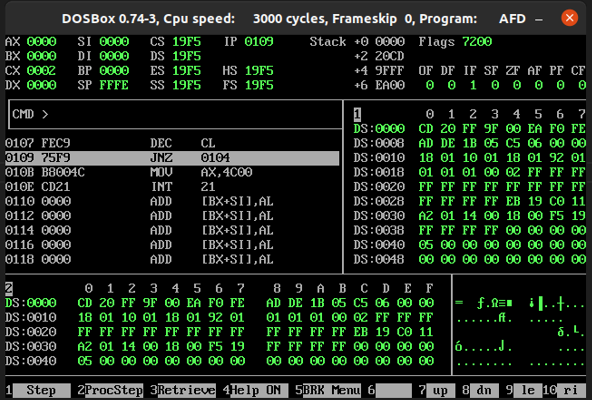 DOSBox 0.74-3, Cpu speed: 3000 cycles, Frameskip 0, Program: AFD
AX 0000 SI 0000 CS 19F5 IP 0109 Stack +0 0000 Flags 7200
BX 0000 DI 0000 DS 19F5 +2 20CD
CX 0002 BP 0000 ES 19F5 HS 19F5 +4 9FFF OF DF IF SF ZF AF PF CF
DX 0000 SP FFFE SS 19F5 FS 19F5 +6 EA00 0 0 1 0 0 0 0 0
CMD >
1 0 1 2 3 4 5 6 7
DS:0000 CD 20 FF 9F 00 EA F0 FE
0107 FEC9 DEC CL DS:0008 AD DE 1B 05 C5 06 00 00
0109 75F9 JNZ 0104 DS:0010 18 01 10 01 18 01 92 01
010B B8004C MOV AX,4C00 DS:0018 01 01 01 00 02 FF FF FF
010E CD21 INT 21 DS:0020 FF FF FF FF FF FF FF FF
0110 0000 ADD [BX+SI],AL DS:0028 FF FF FF FF EB 19 C0 11
0112 0000 ADD [BX+SI],AL DS:0030 A2 01 14 00 18 00 F5 19
0114 0000 ADD [BX+SI],AL DS:0038 FF FF FF FF 00 00 00 00
0116 0000 ADD [BX+SI],AL DS:0040 05 00 00 00 00 00 00 00
0118 0000 ADD [BX+SI],AL DS:0048 00 00 00 00 00 00 00 00
2 0 1 2 3 4 5 6 7 8 9 A B C D E F
DS:0000 CD 20 FF 9F 00 EA F0 FE AD DE 1B 05 C5 06 00 00
DS:0010 18 01 10 01 18 01 92 01 01 01 01 00 02 FF FF FF
DS:0020 FF FF FF FF FF FF FF FF FF FF FF FF EB 19 C0 11
DS:0030 A2 01 14 00 18 00 F5 19 FF FF FF FF 00 00 00 00
DS:0040 05 00 00 00 00 00 00 00 00 00 00 00 00 00 00 00
1 Step 2 ProcStep 3 Retrieve 4 Help ON 5 BRK Menu 6 7 up 8 dn 9 le 10 ri